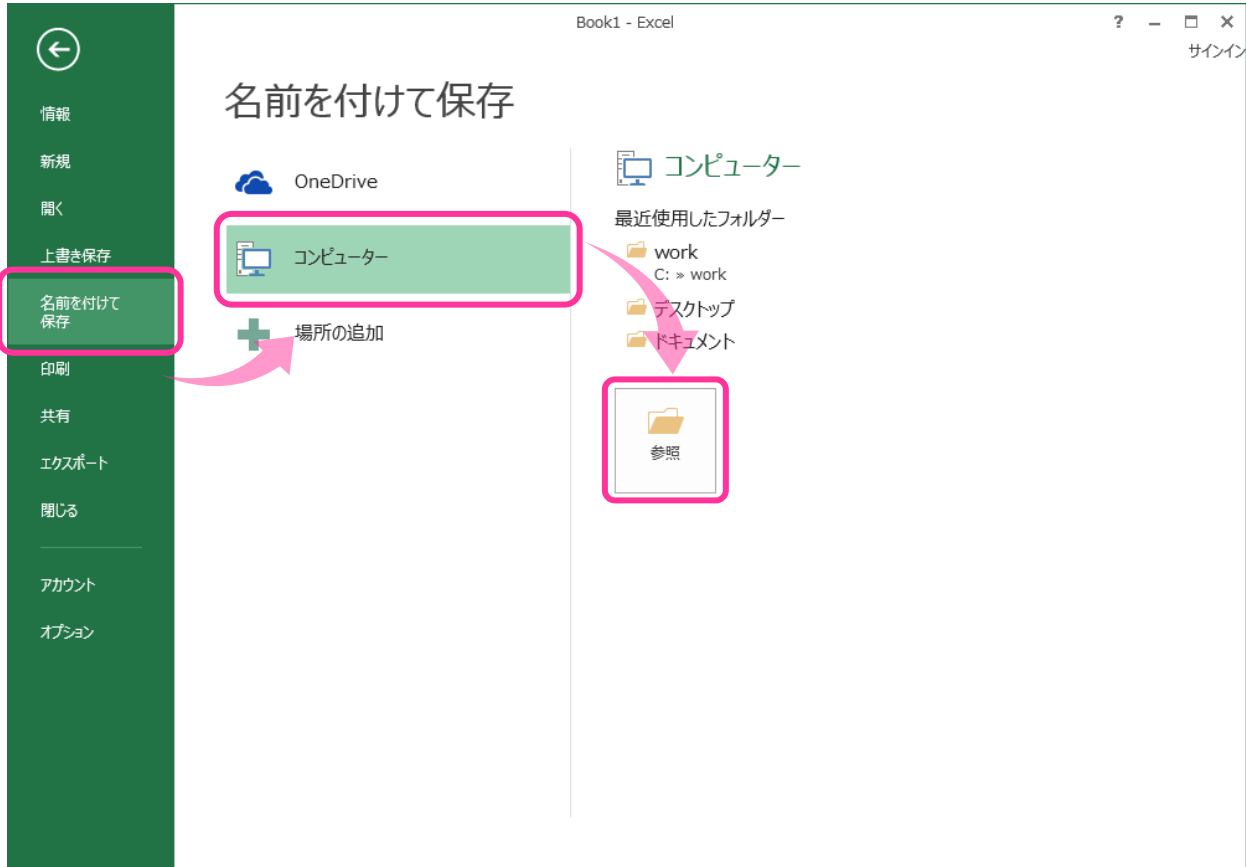 Book1 - Excel
?
サインイン
情報
新規
開く
上書き保存
名前を付けて
保存
印刷
共有
エクスポート
閉じる
アカウント
オプション
名前を付けて保存
OneDrive
コンピューター
場所の追加
コンピューター
最近使用したフォルダー
work
C: » work
デスクトップ
ドキュメント
参照